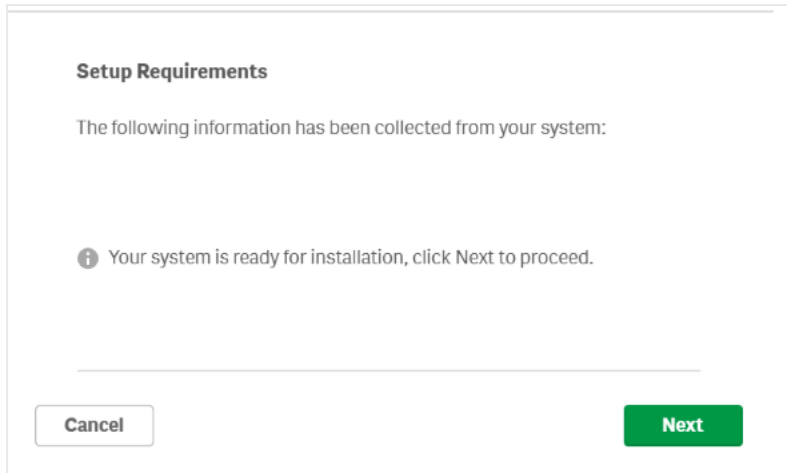 Setup Requirements
The following information has been collected from your system:
Your system is ready for installation, click Next to proceed.
Cancel
Next